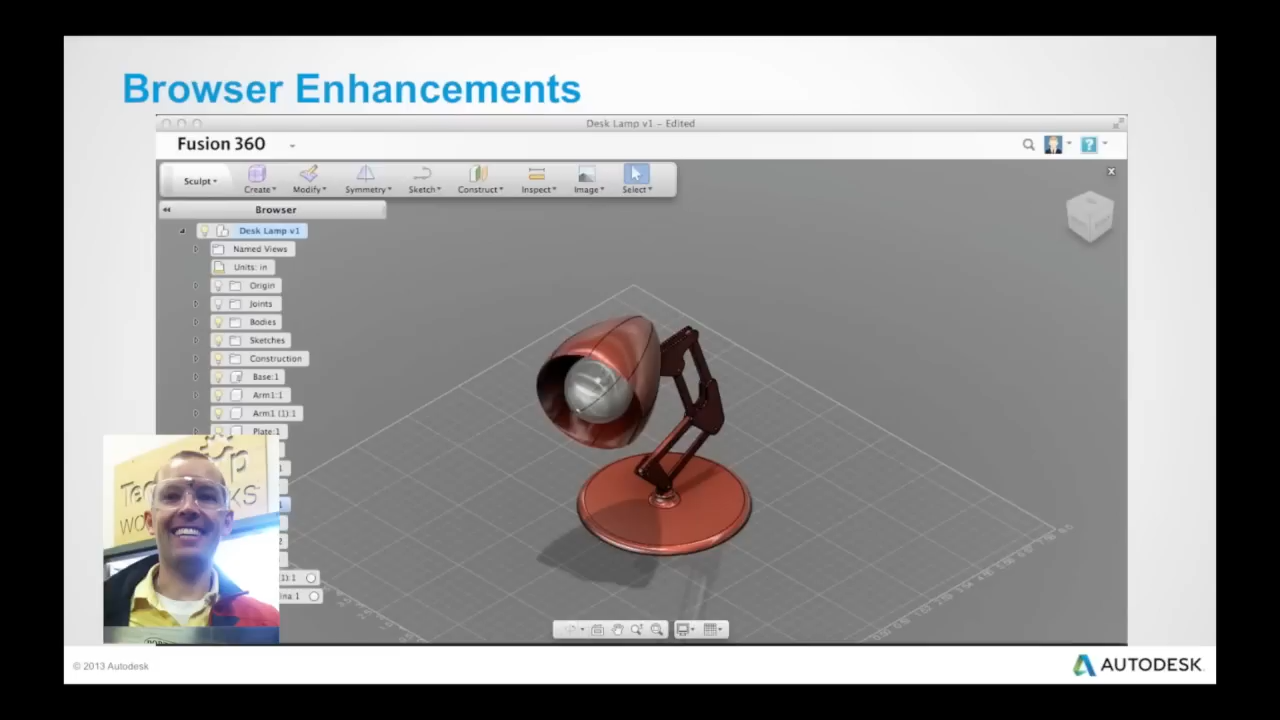 Browser Enhancements
Desk Lamp v1 – Edited
Fusion 360
Sculpt
Create
Modify
Symmetry
Sketch
Construct
Inspect
Image
Select
Browser
Desk Lamp v1
Named Views
Units: in
Origin
Joints
Bodies
Sketches
Construction
Base:1
Arm1:1
Arm1 (1):1
Plate:1
© 2013 Autodesk
AUTODESK